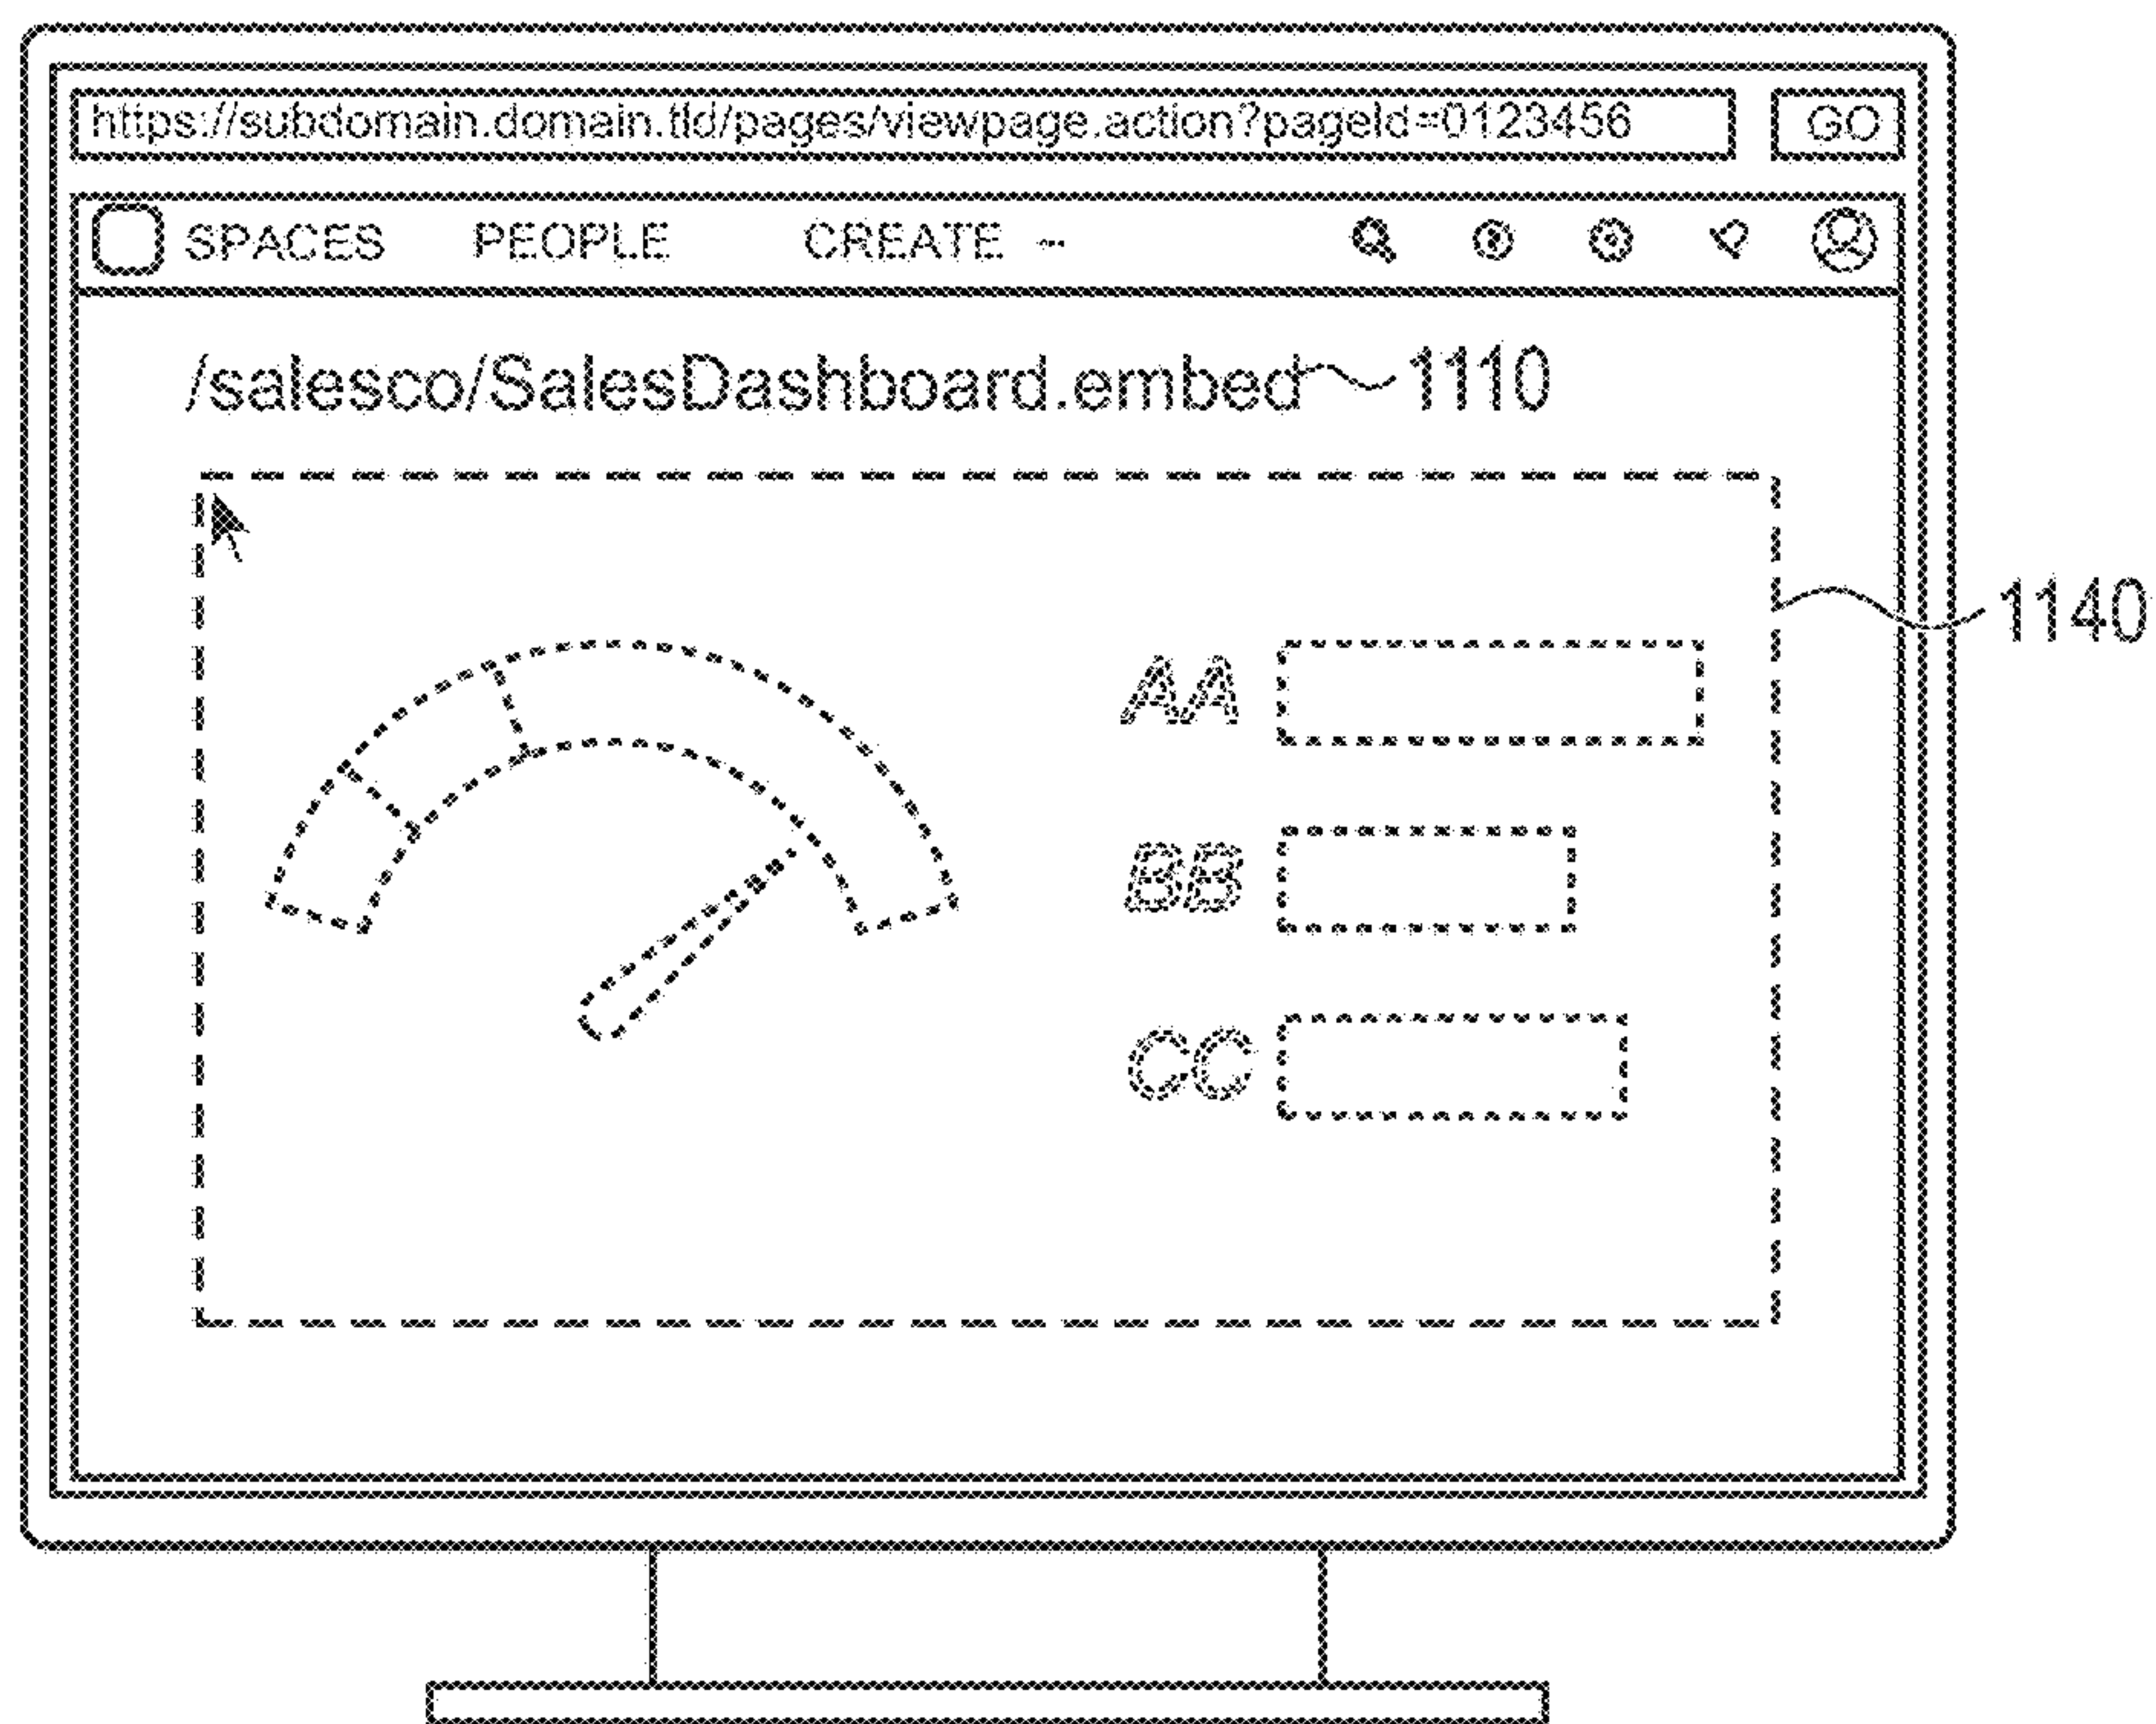 https://subdomain.domain.tld/pages/viewpage.action?pageId=0123456 GO
SPACES PEOPLE CREATE --
/salesco/SalesDashboard.embed 1110
1140
AA
BB
CC